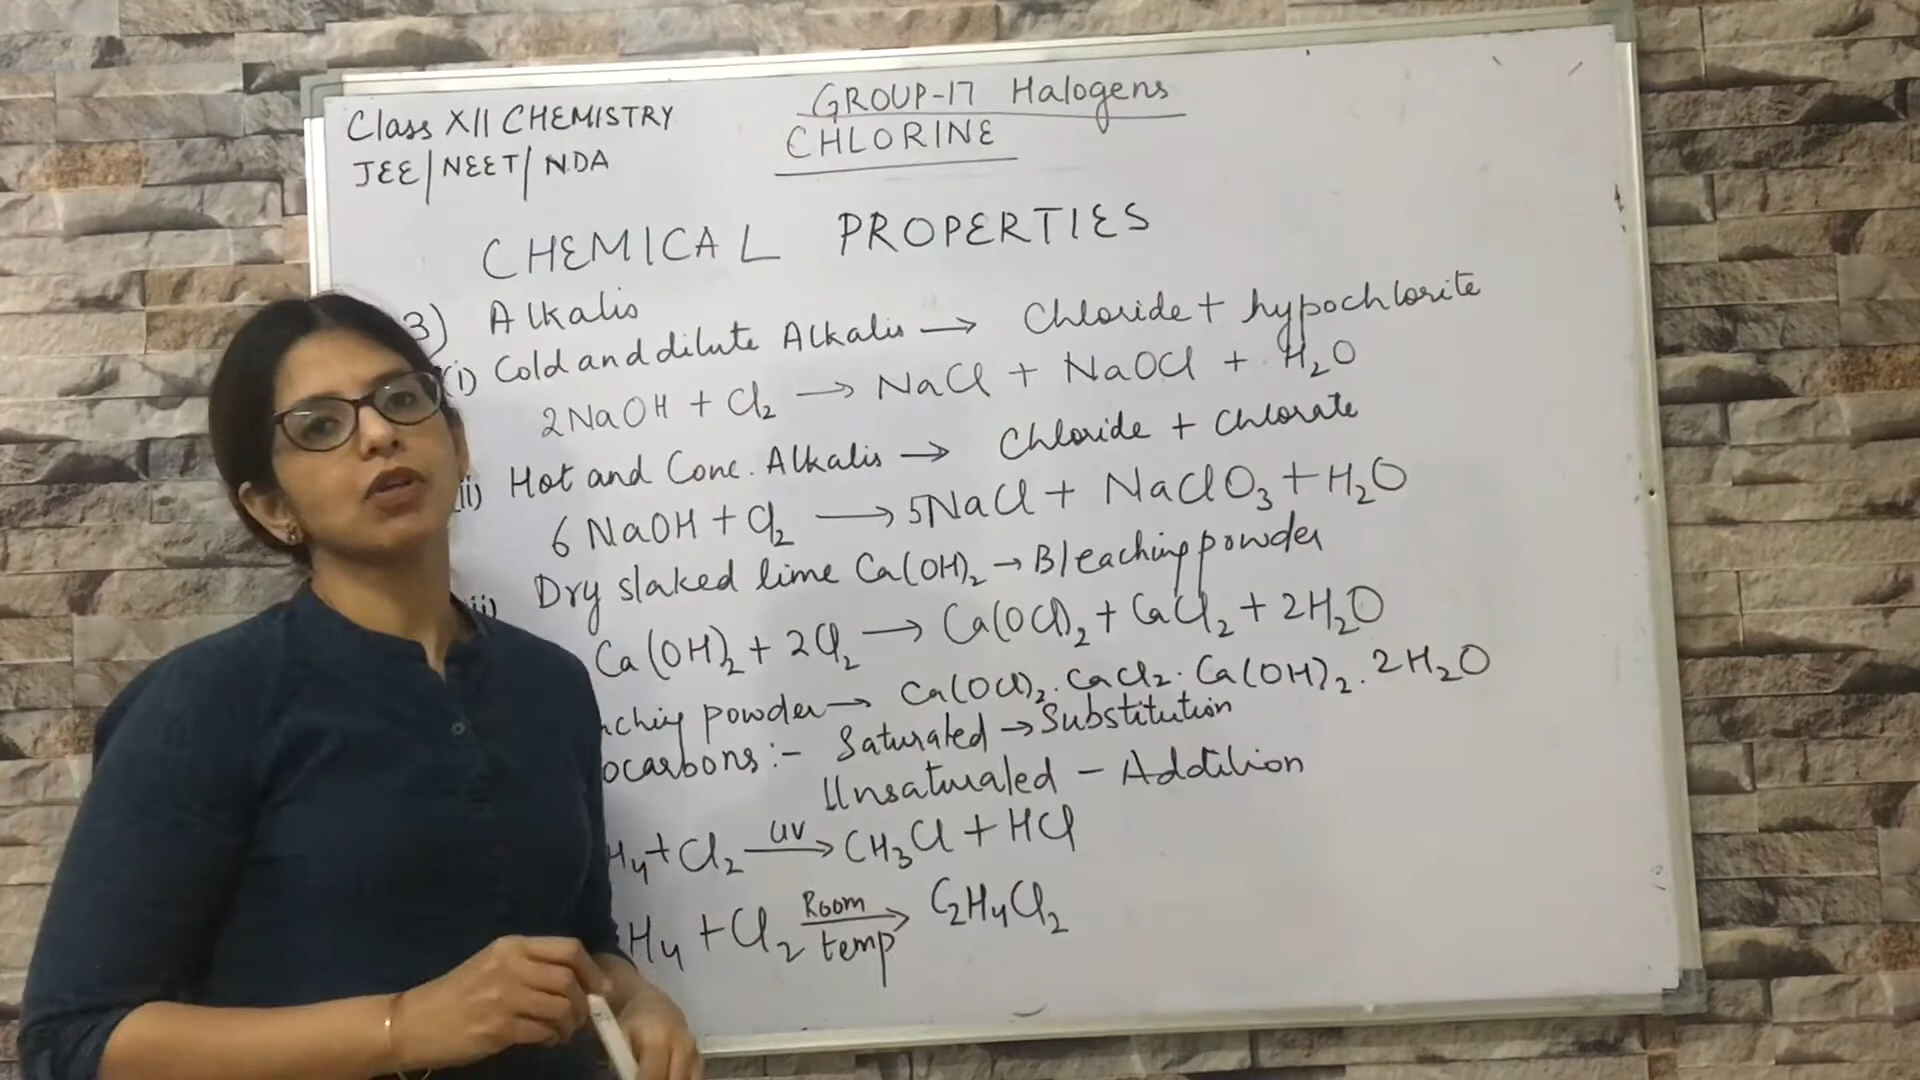 Class XII CHEMISTRY
JEE/NEET/NDA
GROUP-17 Halogens
CHLORINE
CHEMICAL PROPERTIES
3) Alkalis
(i) Cold and dilute Alkalis → Chloride + hypochlorite
2NaOH + Cl₂ → NaCl + NaOCl + H₂O
ii) Hot and Conc. Alkalis → Chloride + Chlorate
6 NaOH + Cl₂ → 5NaCl + NaClO₃ + H₂O
ii) Dry slaked lime Ca(OH)₂ → Bleaching powder
Ca(OH)₂ + 2Cl₂ → Ca(OCl)₂ + CaCl₂ + 2H₂O
ching powder → Ca(OCl)₂. CaCl₂. Ca(OH)₂. 2H₂O
ocarbons :- Saturated → Substitution
Unsaturated - Addition
H₄ + Cl₂ —UV→ CH₃Cl + HCl
H₄ + Cl₂ —Room temp→ C₂H₄Cl₂